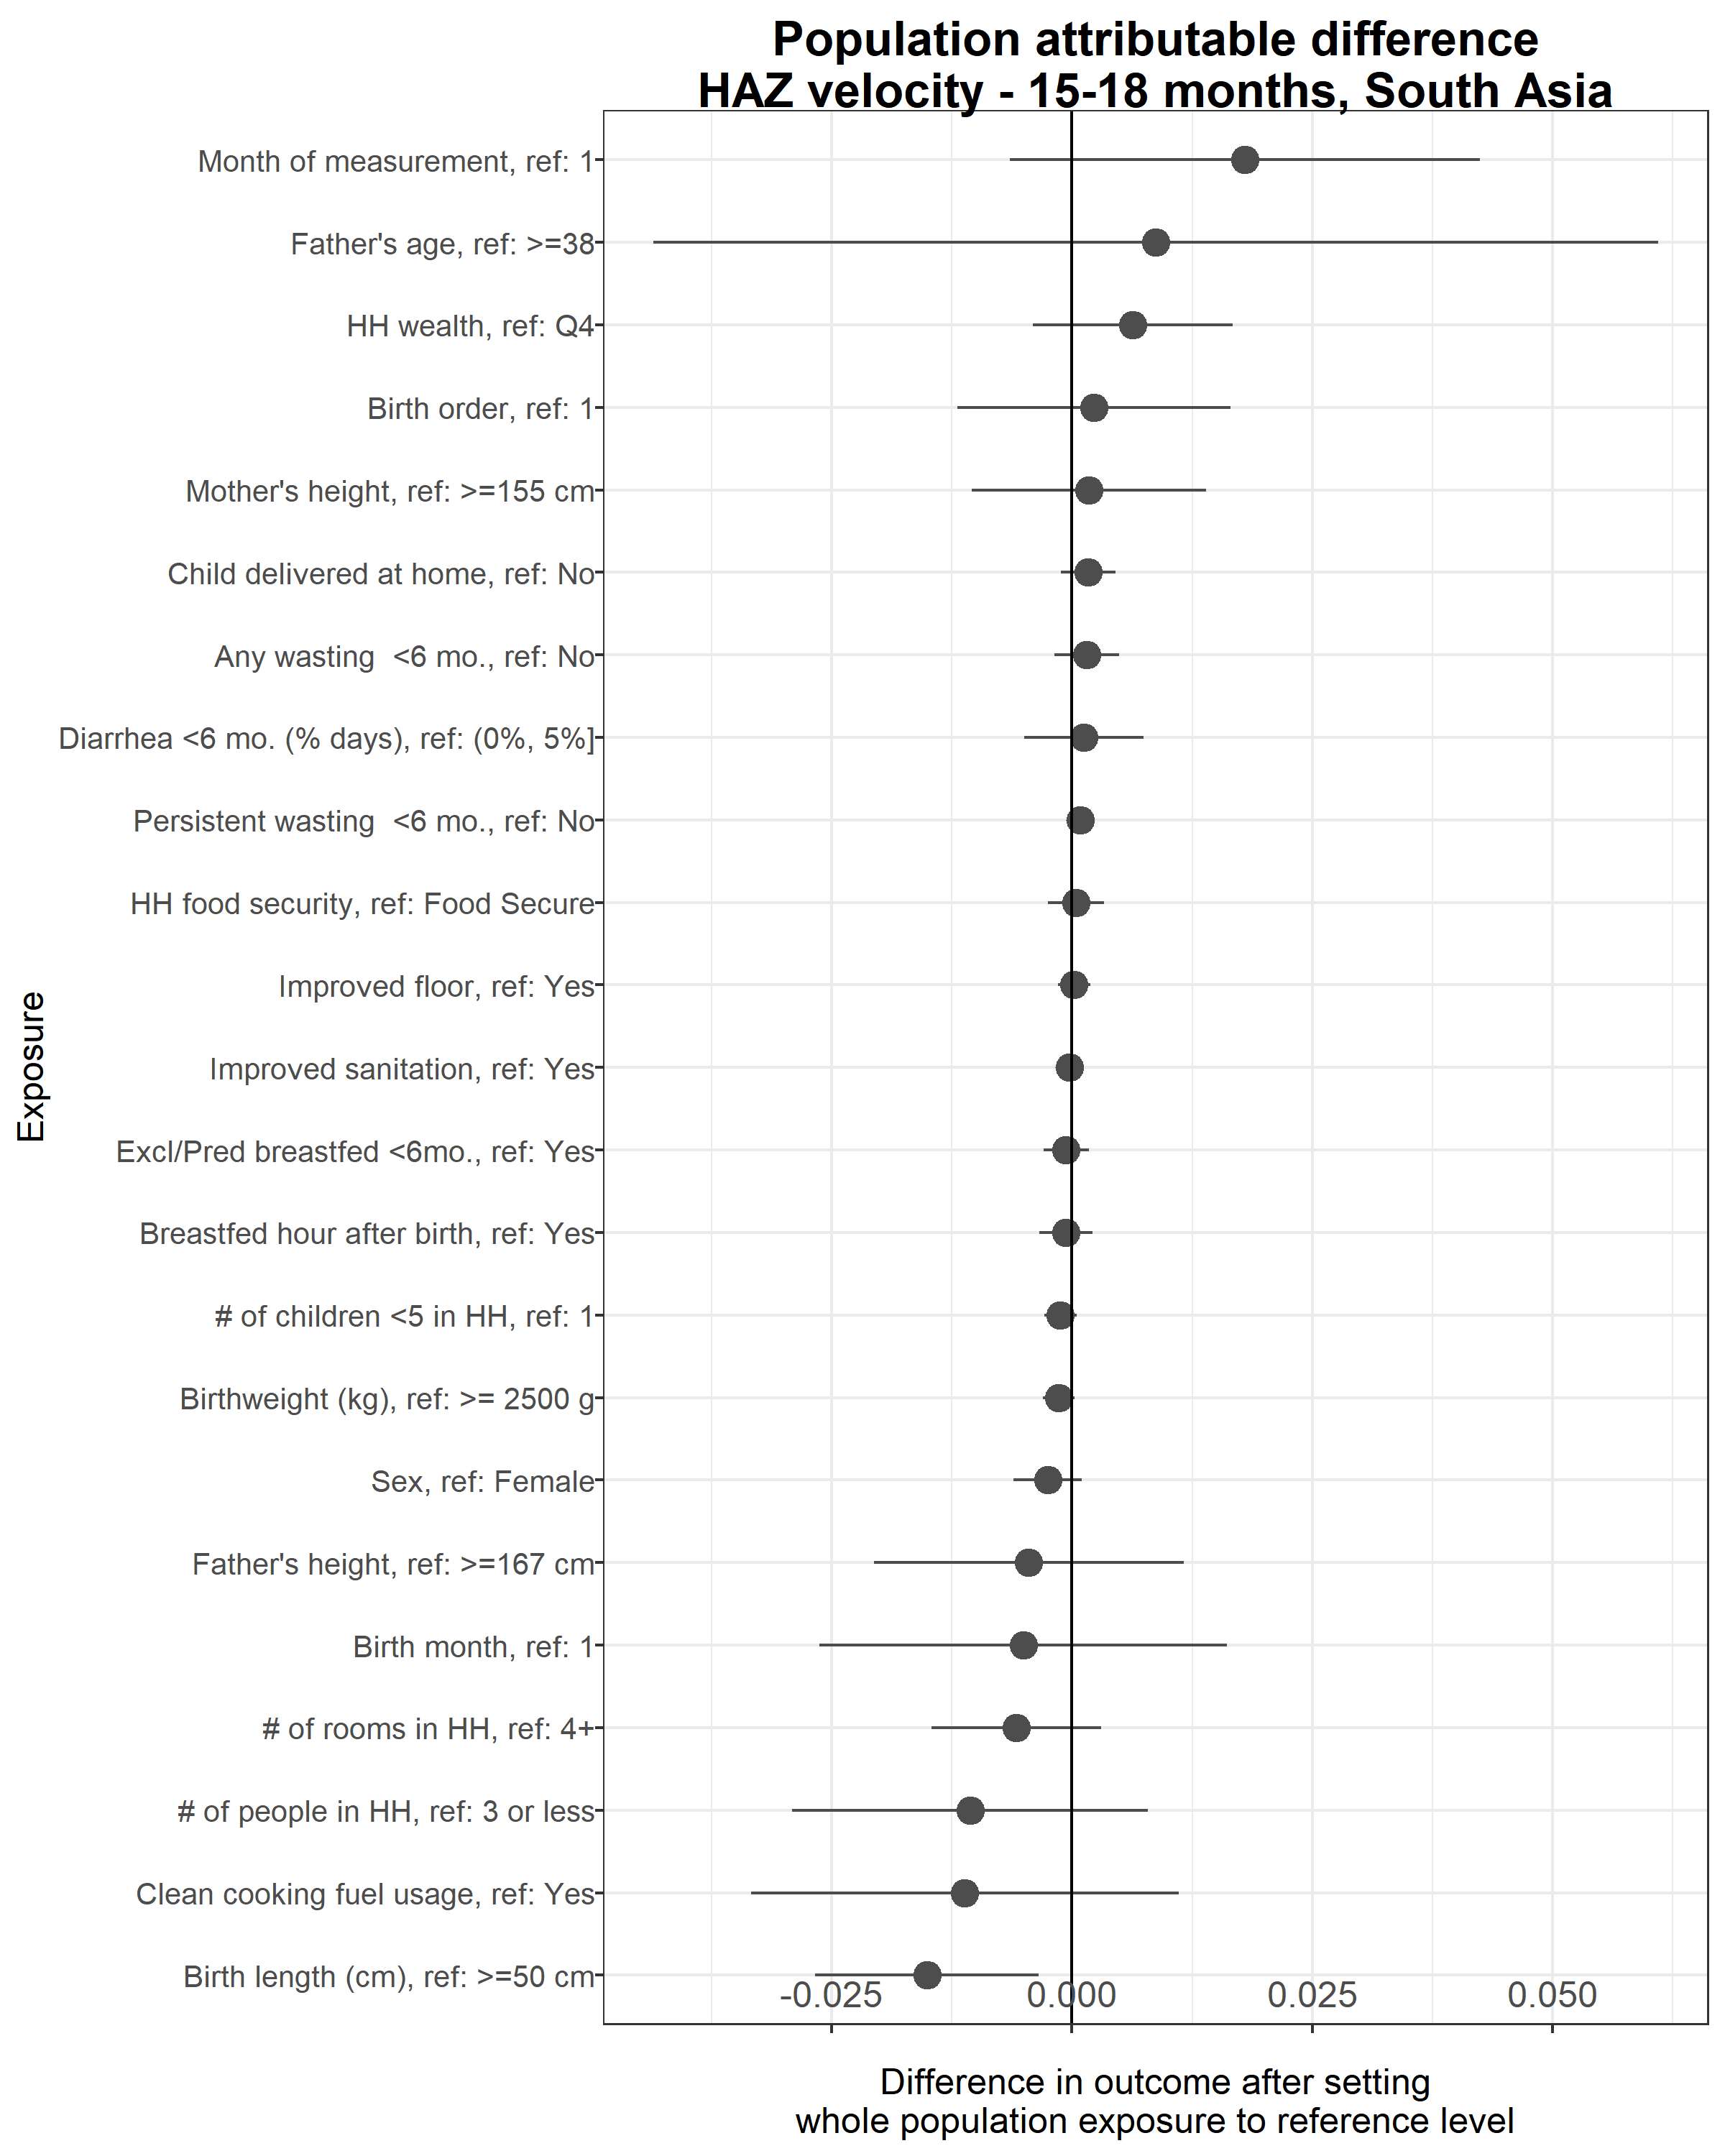 Population attributable difference
HAZ velocity - 15-18 months, South Asia
Month of measurement, ref: 1
Father's age, ref: >=38
HH wealth, ref: Q4
Birth order, ref: 1
Mother's height, ref: >=155 cm
Child delivered at home, ref: No
Any wasting  <6 mo., ref: No
Diarrhea <6 mo. (% days), ref: (0%, 5%]
Persistent wasting  <6 mo., ref: No
HH food security, ref: Food Secure
Improved floor, ref: Yes
Improved sanitation, ref: Yes
Excl/Pred breastfed <6mo., ref: Yes
Breastfed hour after birth, ref: Yes
# of children <5 in HH, ref: 1
Birthweight (kg), ref: >= 2500 g
Sex, ref: Female
Father's height, ref: >=167 cm
Birth month, ref: 1
# of rooms in HH, ref: 4+
# of people in HH, ref: 3 or less
Clean cooking fuel usage, ref: Yes
Birth length (cm), ref: >=50 cm
Exposure
-0.025 0.000 0.025 0.050
Difference in outcome after setting
whole population exposure to reference level